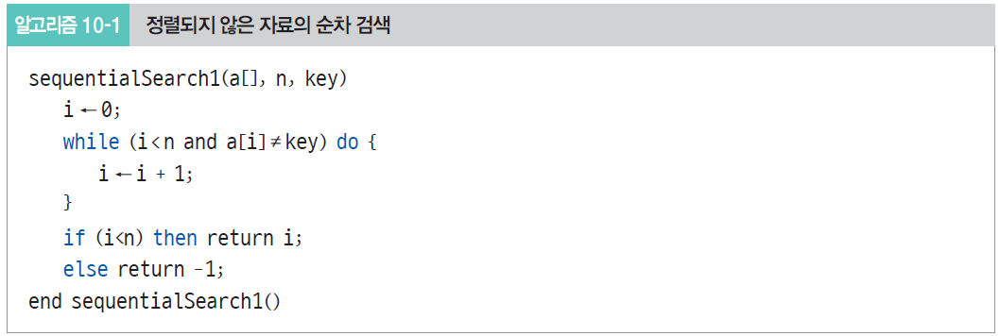 알고리즘 10-1 정렬되지 않은 자료의 순차 검색
sequentialSearch1(a[], n, key)
i ← 0;
while (i<n and a[i]≠key) do {
i ← i + 1;
}
if (i<n) then return i;
else return -1;
end sequentialSearch1()